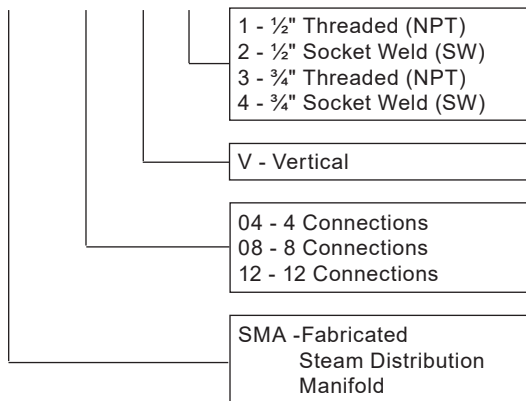 1 - ½" Threaded (NPT)
2 - ½" Socket Weld (SW)
3 - ¾" Threaded (NPT)
4 - ¾" Socket Weld (SW)
V - Vertical
04 - 4 Connections
08 - 8 Connections
12 - 12 Connections
SMA -Fabricated
Steam Distribution
Manifold